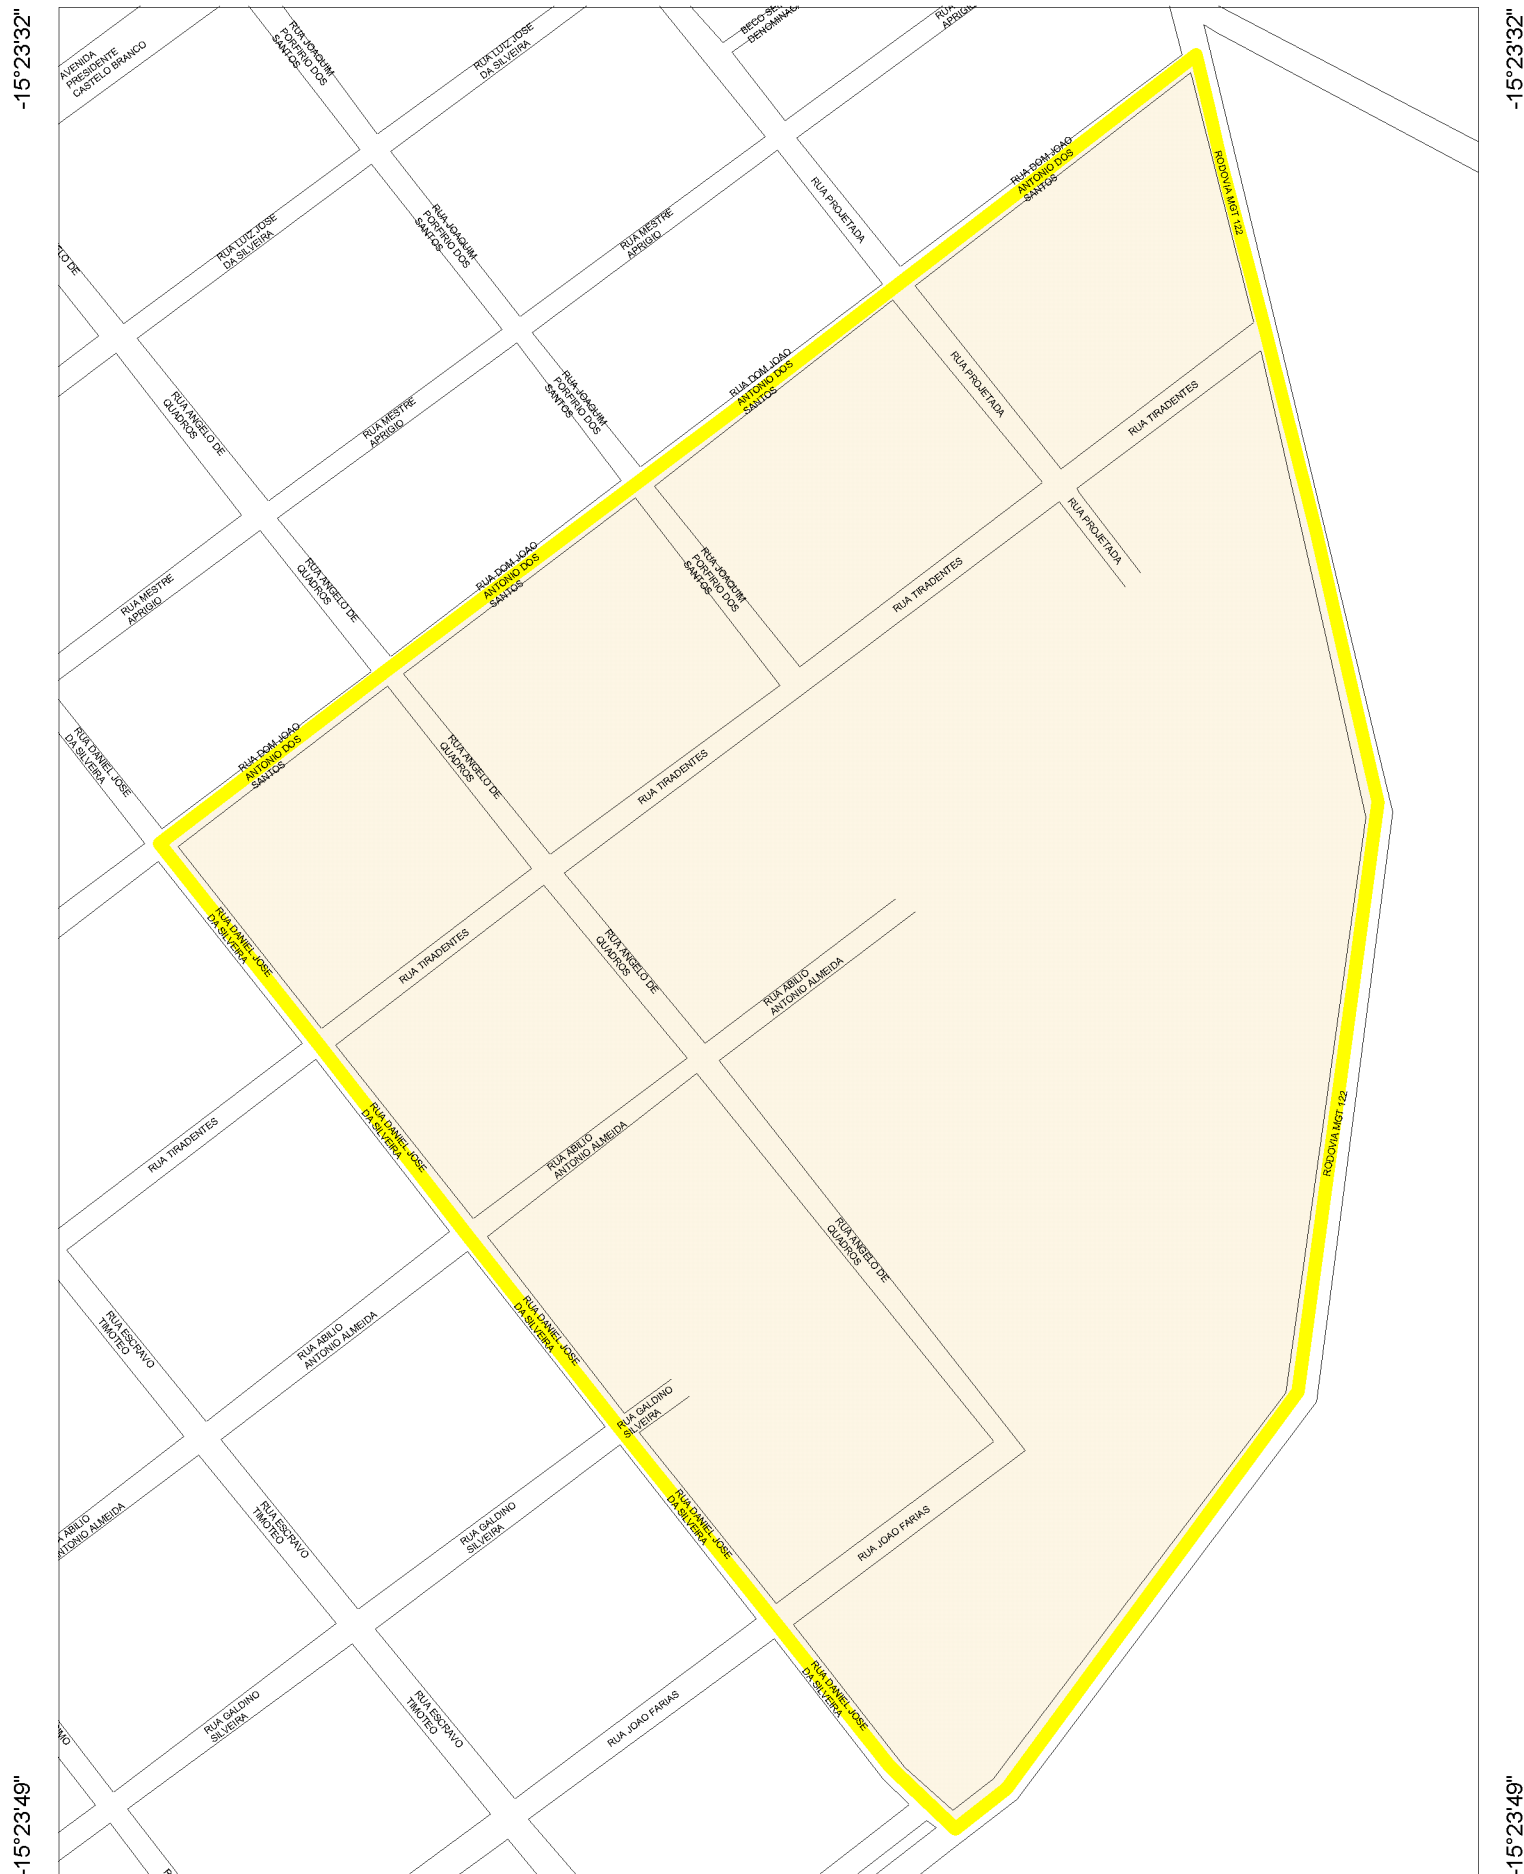 -15°23'32"
-15°23'32"
AVENIDA
PRESIDENTE
CASTELO BRANCO
RUA JOAQUIM
PORFIRIO DOS
SANTOS
RUA LUIZ JOSE
DA SILVEIRA
BECO SE
DENOMINAÇ
RUA
APRIGIO
RUA LUIZ JOSE
DA SILVEIRA
RUA JOAQUIM
PORFIRIO DOS
SANTOS
RUA MESTRE
APRIGIO
RUA PROJETADA
RUA DOM JOAO
ANTONIO DOS
SANTOS
RODOVIA MGT 122
LO DE
RUA ANGELO DE
QUADROS
RUA MESTRE
APRIGIO
RUA JOAQUIM
PORFIRIO DOS
SANTOS
RUA DOM JOAO
ANTONIO DOS
SANTOS
RUA PROJETADA
RUA TIRADENTES
RUA MESTRE
APRIGIO
RUA ANGELO DE
QUADROS
RUA DOM JOAO
ANTONIO DOS
SANTOS
RUA JOAQUIM
PORFIRIO DOS
SANTOS
RUA TIRADENTES
RUA PROJETADA
RUA DANIEL JOSE
DA SILVEIRA
RUA DOM JOAO
ANTONIO DOS
SANTOS
RUA ANGELO DE
QUADROS
RUA TIRADENTES
RUA DANIEL JOSE
DA SILVEIRA
RUA TIRADENTES
RUA ANGELO DE
QUADROS
RUA ABILIO
ANTONIO ALMEIDA
RUA TIRADENTES
RUA DANIEL JOSE
DA SILVEIRA
RUA ABILIO
ANTONIO ALMEIDA
RODOVIA MGT 122
RUA ANGELO DE
QUADROS
RUA ESCRAVO
TIMOTEO
RUA ABILIO
ANTONIO ALMEIDA
RUA DANIEL JOSE
DA SILVEIRA
RUA GALDINO
SILVEIRA
A ABILIO
NTONIO ALMEIDA
RUA ESCRAVO
TIMOTEO
RUA GALDINO
SILVEIRA
RUA DANIEL JOSE
DA SILVEIRA
RUA JOAO FARIAS
RUA GALDINO
SILVEIRA
RUA ESCRAVO
TIMOTEO
RUA JOAO FARIAS
RUA DANIEL JOSE
DA SILVEIRA
IMO
R
-15°23'49"
-15°23'49"